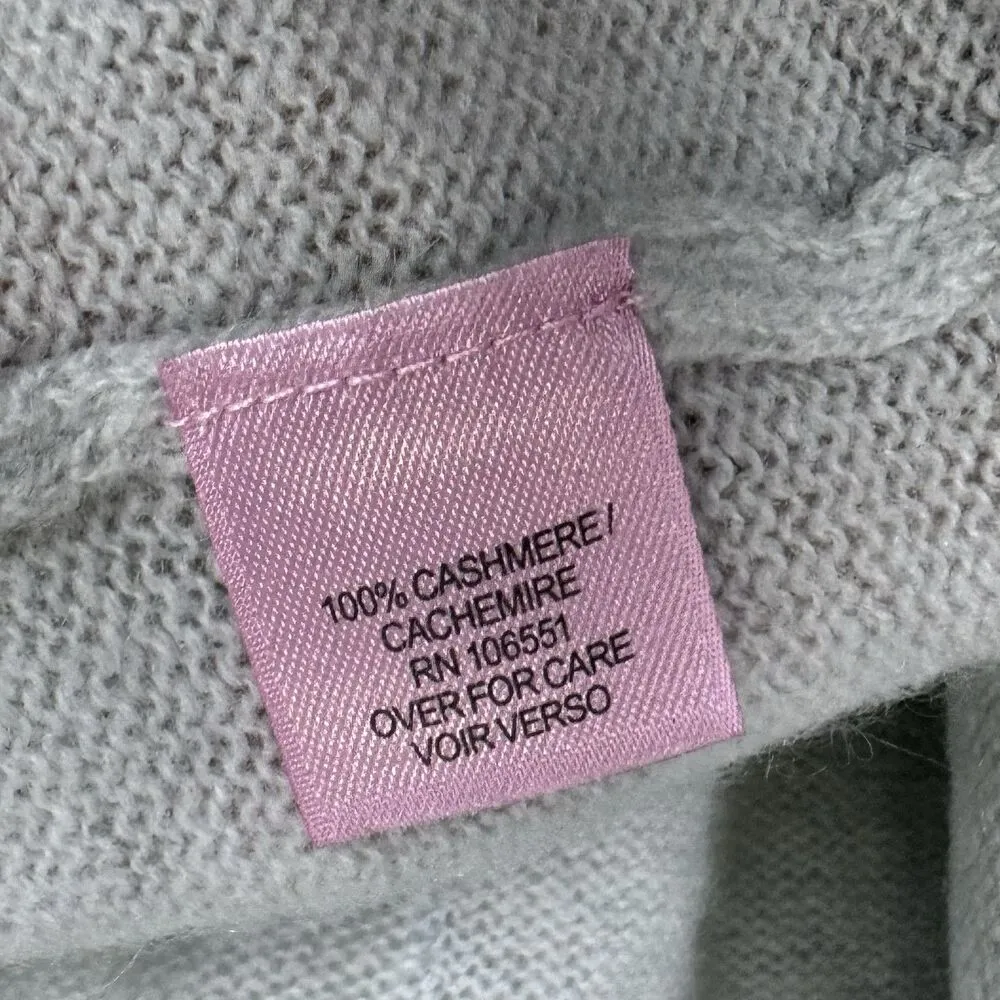 100% CASHMERE /
CACHEMIRE
RN 106551
OVER FOR CARE
VOIR VERSO